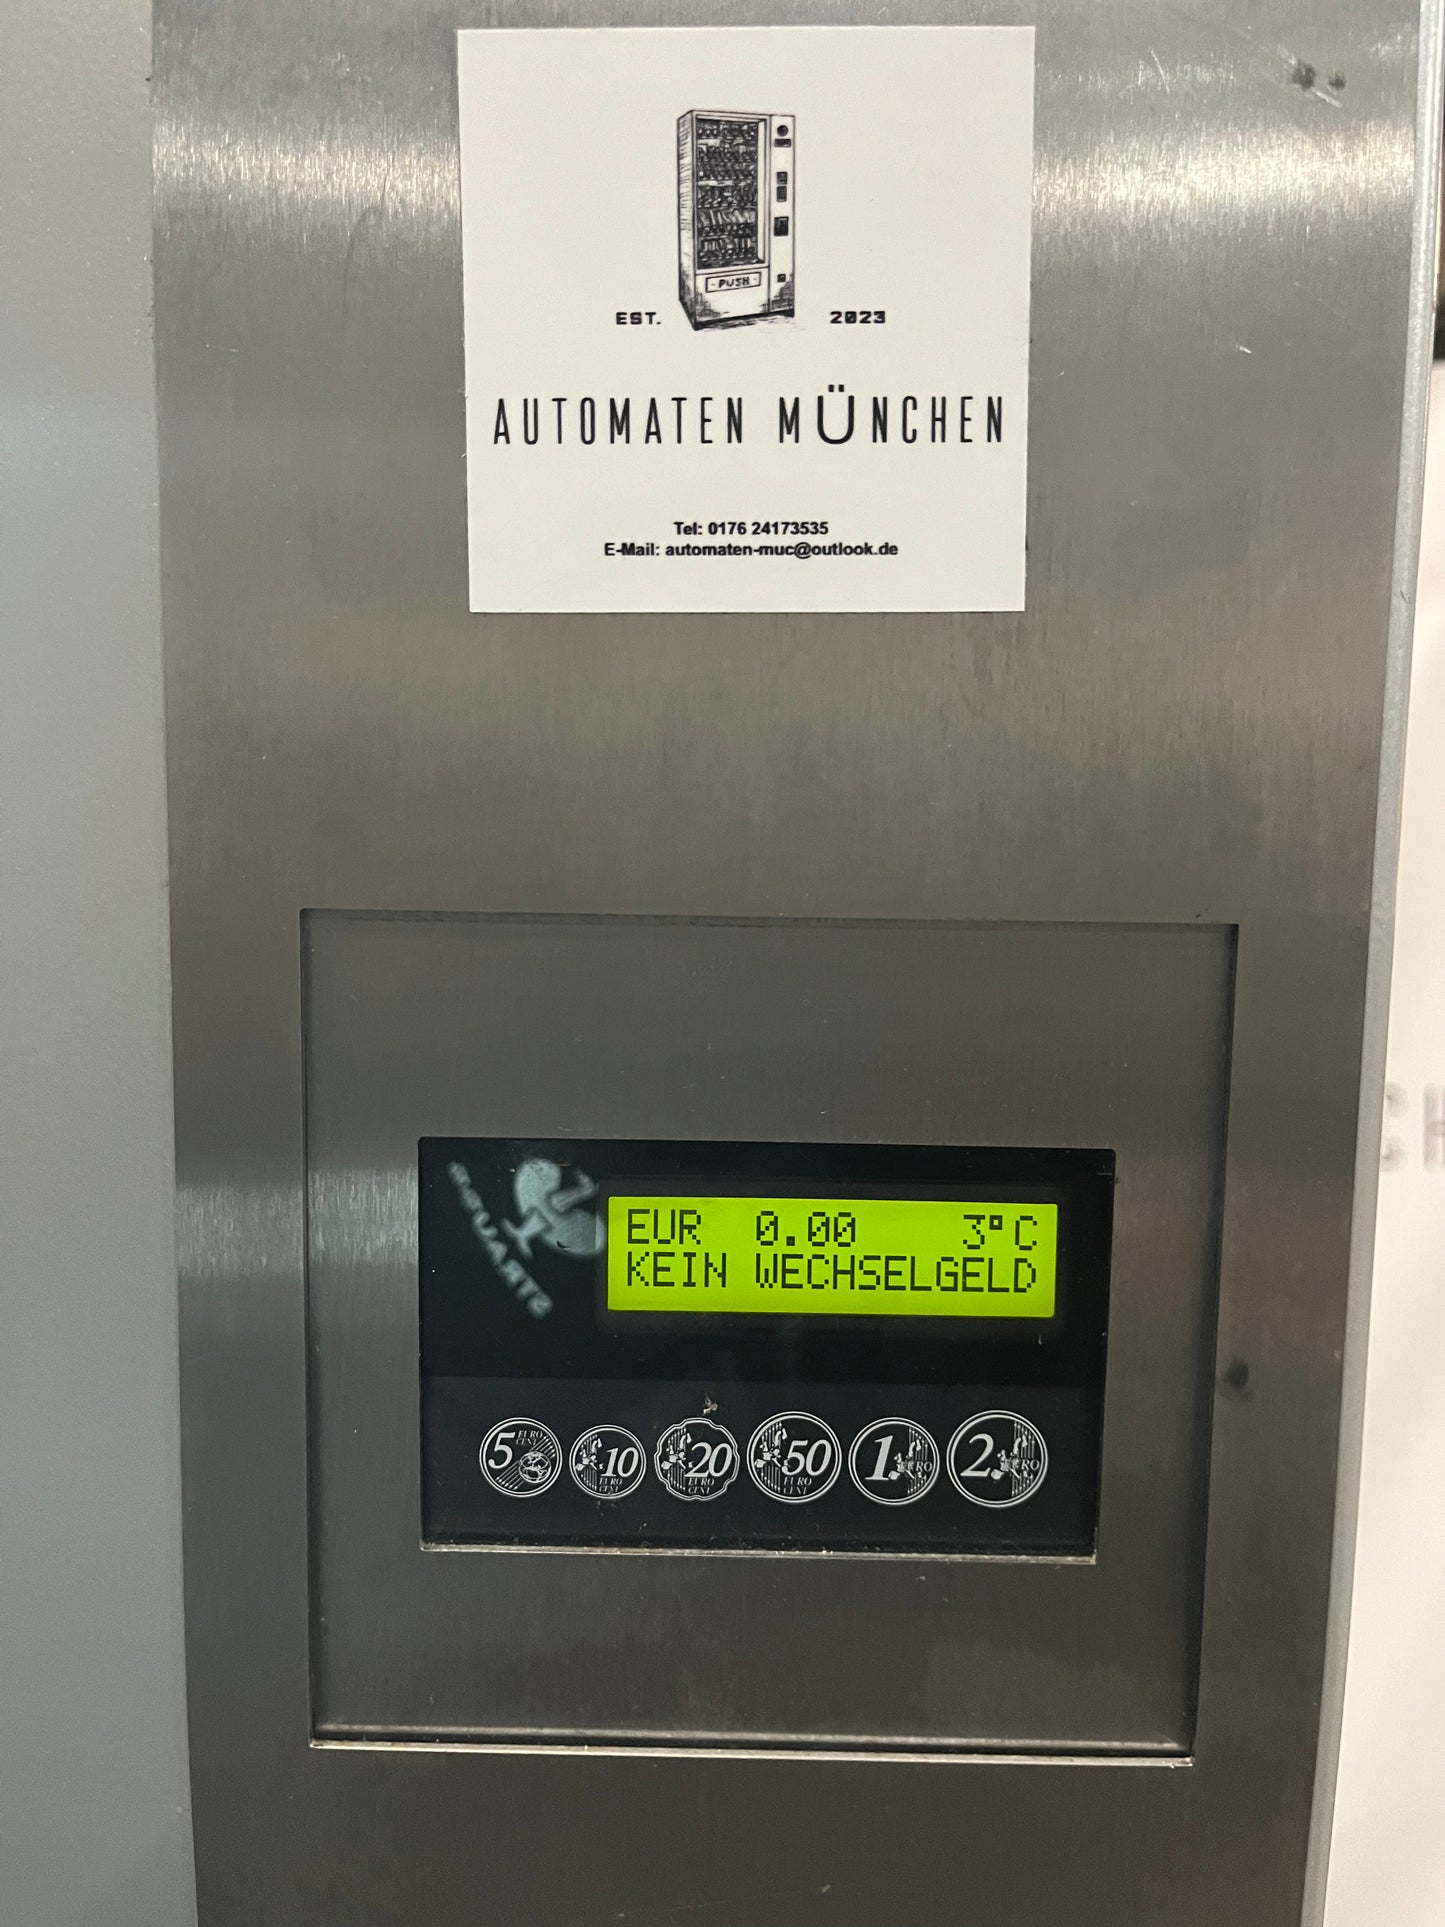 - PUSH -
EST. 2023
AUTOMATEN MÜNCHEN
Tel: 0176 24173535
E-Mail: automaten-muc@outlook.de
EUR 0.00 3°C
KEIN WECHSELGELD
5 EURO CENT
10 EURO CENT
20 EURO CENT
50 EURO CENT
1 EURO
2 EURO
CH